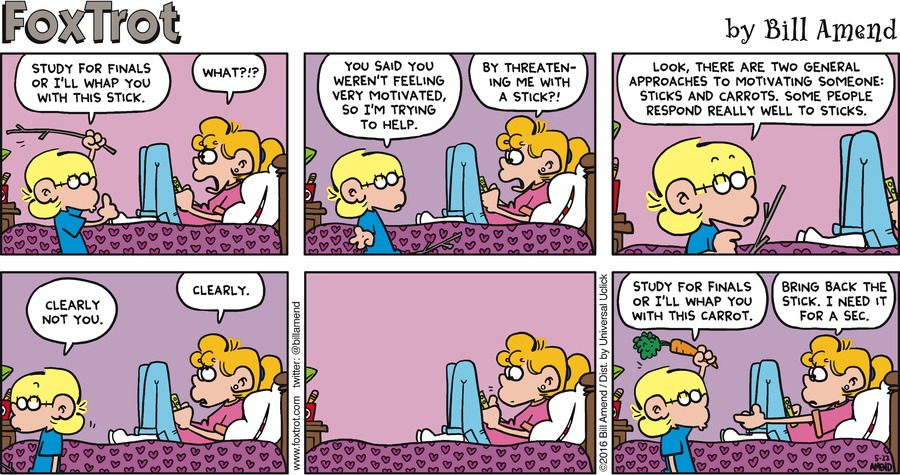 FoxTrot
by Bill Amend
STUDY FOR FINALS
OR I'LL WHAP YOU
WITH THIS STICK.
WHAT?!?
YOU SAID YOU
WEREN'T FEELING
VERY MOTIVATED,
SO I'M TRYING
TO HELP.
BY THREATEN-
ING ME WITH
A STICK?!
LOOK, THERE ARE TWO GENERAL
APPROACHES TO MOTIVATING SOMEONE:
STICKS AND CARROTS. SOME PEOPLE
RESPOND REALLY WELL TO STICKS.
CLEARLY
NOT YOU.
CLEARLY.
www.foxtrot.com twitter: @billamend
©2016 Bill Amend / Dist. by Universal Uclick
STUDY FOR FINALS
OR I'LL WHAP YOU
WITH THIS CARROT.
BRING BACK THE
STICK. I NEED IT
FOR A SEC.
AMEND